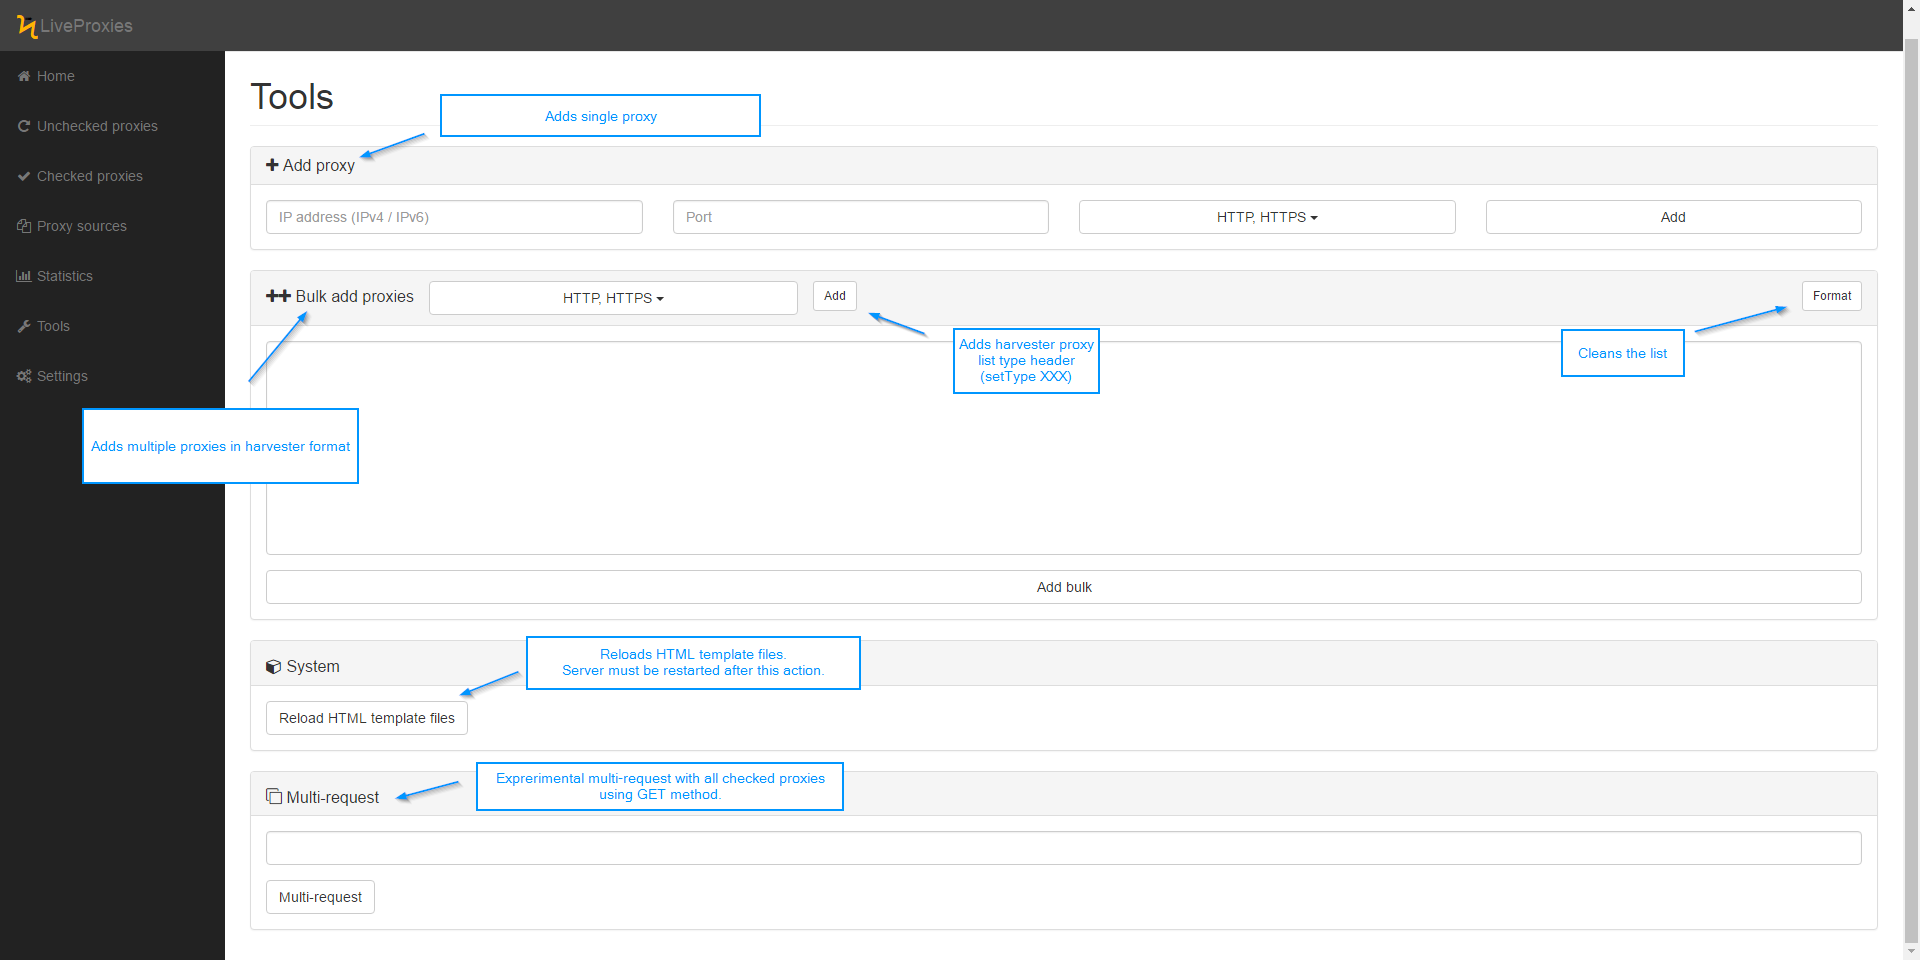 LiveProxies
Home
Unchecked proxies
Checked proxies
Proxy sources
Statistics
Tools
Settings
Tools
Adds single proxy
Add proxy
IP address (IPv4 / IPv6)
Port
HTTP, HTTPS
Add
Bulk add proxies
HTTP, HTTPS
Add
Format
Adds harvester proxy
list type header
(setType XXX)
Cleans the list
Adds multiple proxies in harvester format
Add bulk
System
Reloads HTML template files.
Server must be restarted after this action.
Reload HTML template files
Multi-request
Exprerimental multi-request with all checked proxies
using GET method.
Multi-request